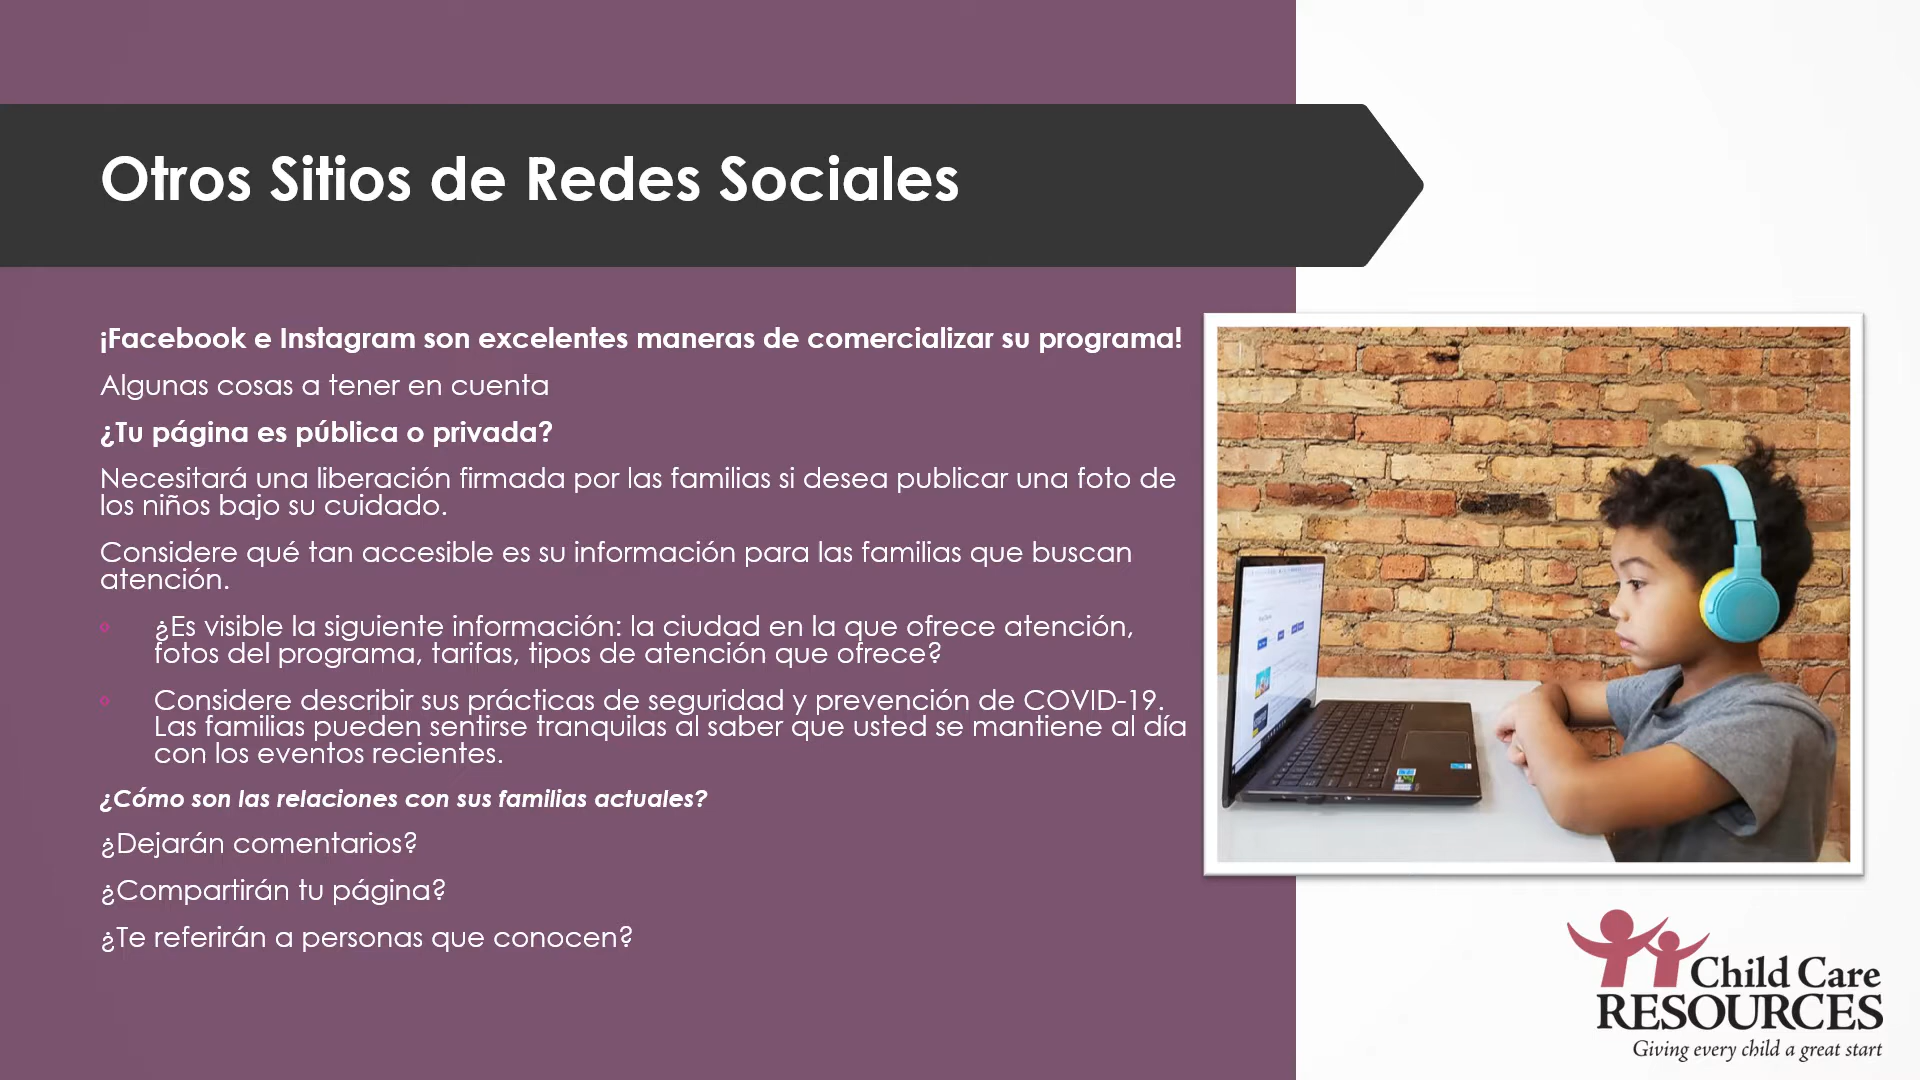 Otros Sitios de Redes Sociales
¡Facebook e Instagram son excelentes maneras de comercializar su programa!
Algunas cosas a tener en cuenta
¿Tu página es pública o privada?
Necesitará una liberación firmada por las familias si desea publicar una foto de
los niños bajo su cuidado.
Considere qué tan accesible es su información para las familias que buscan
atención.
¿Es visible la siguiente información: la ciudad en la que ofrece atención,
fotos del programa, tarifas, tipos de atención que ofrece?
Considere describir sus prácticas de seguridad y prevención de COVID-19.
Las familias pueden sentirse tranquilas al saber que usted se mantiene al día
con los eventos recientes.
¿Cómo son las relaciones con sus familias actuales?
¿Dejarán comentarios?
¿Compartirán tu página?
¿Te referirán a personas que conocen?
Child Care
RESOURCES
Giving every child a great start